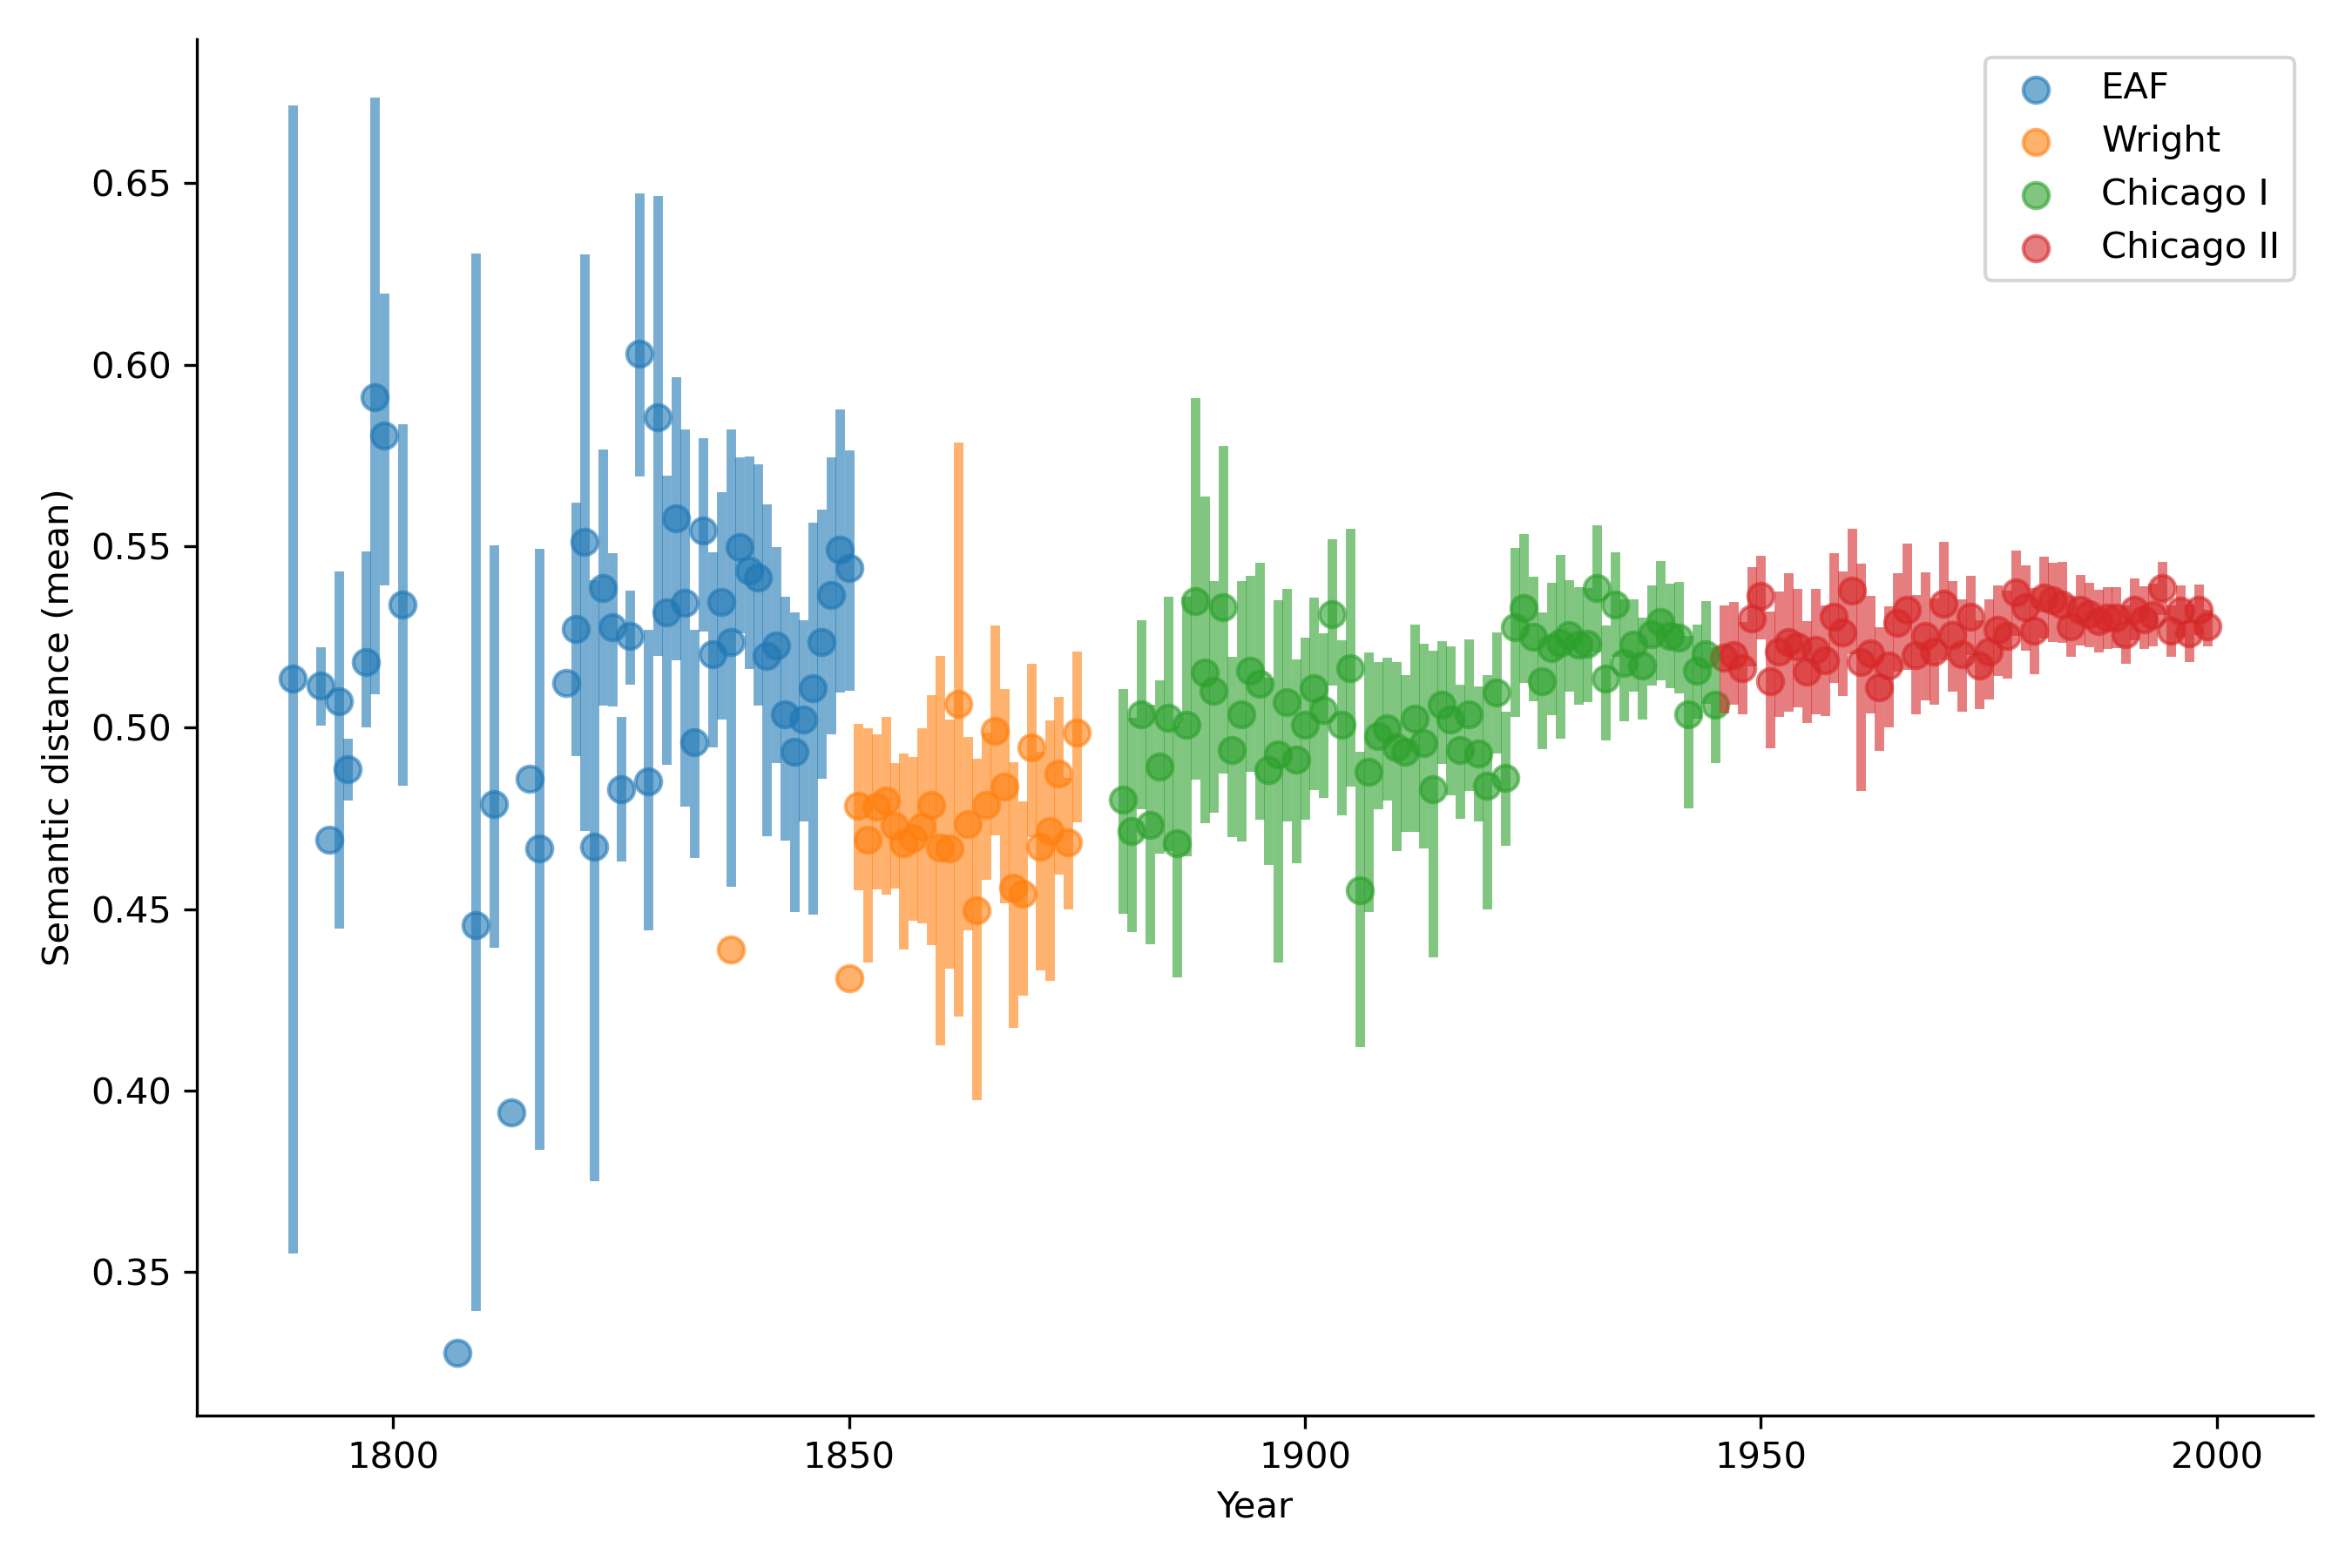 EAF
Wright
Chicago I
Chicago II
0.65
0.60
0.55
0.50
0.45
0.40
0.35
Semantic distance (mean)
1800 1850 1900 1950 2000
Year